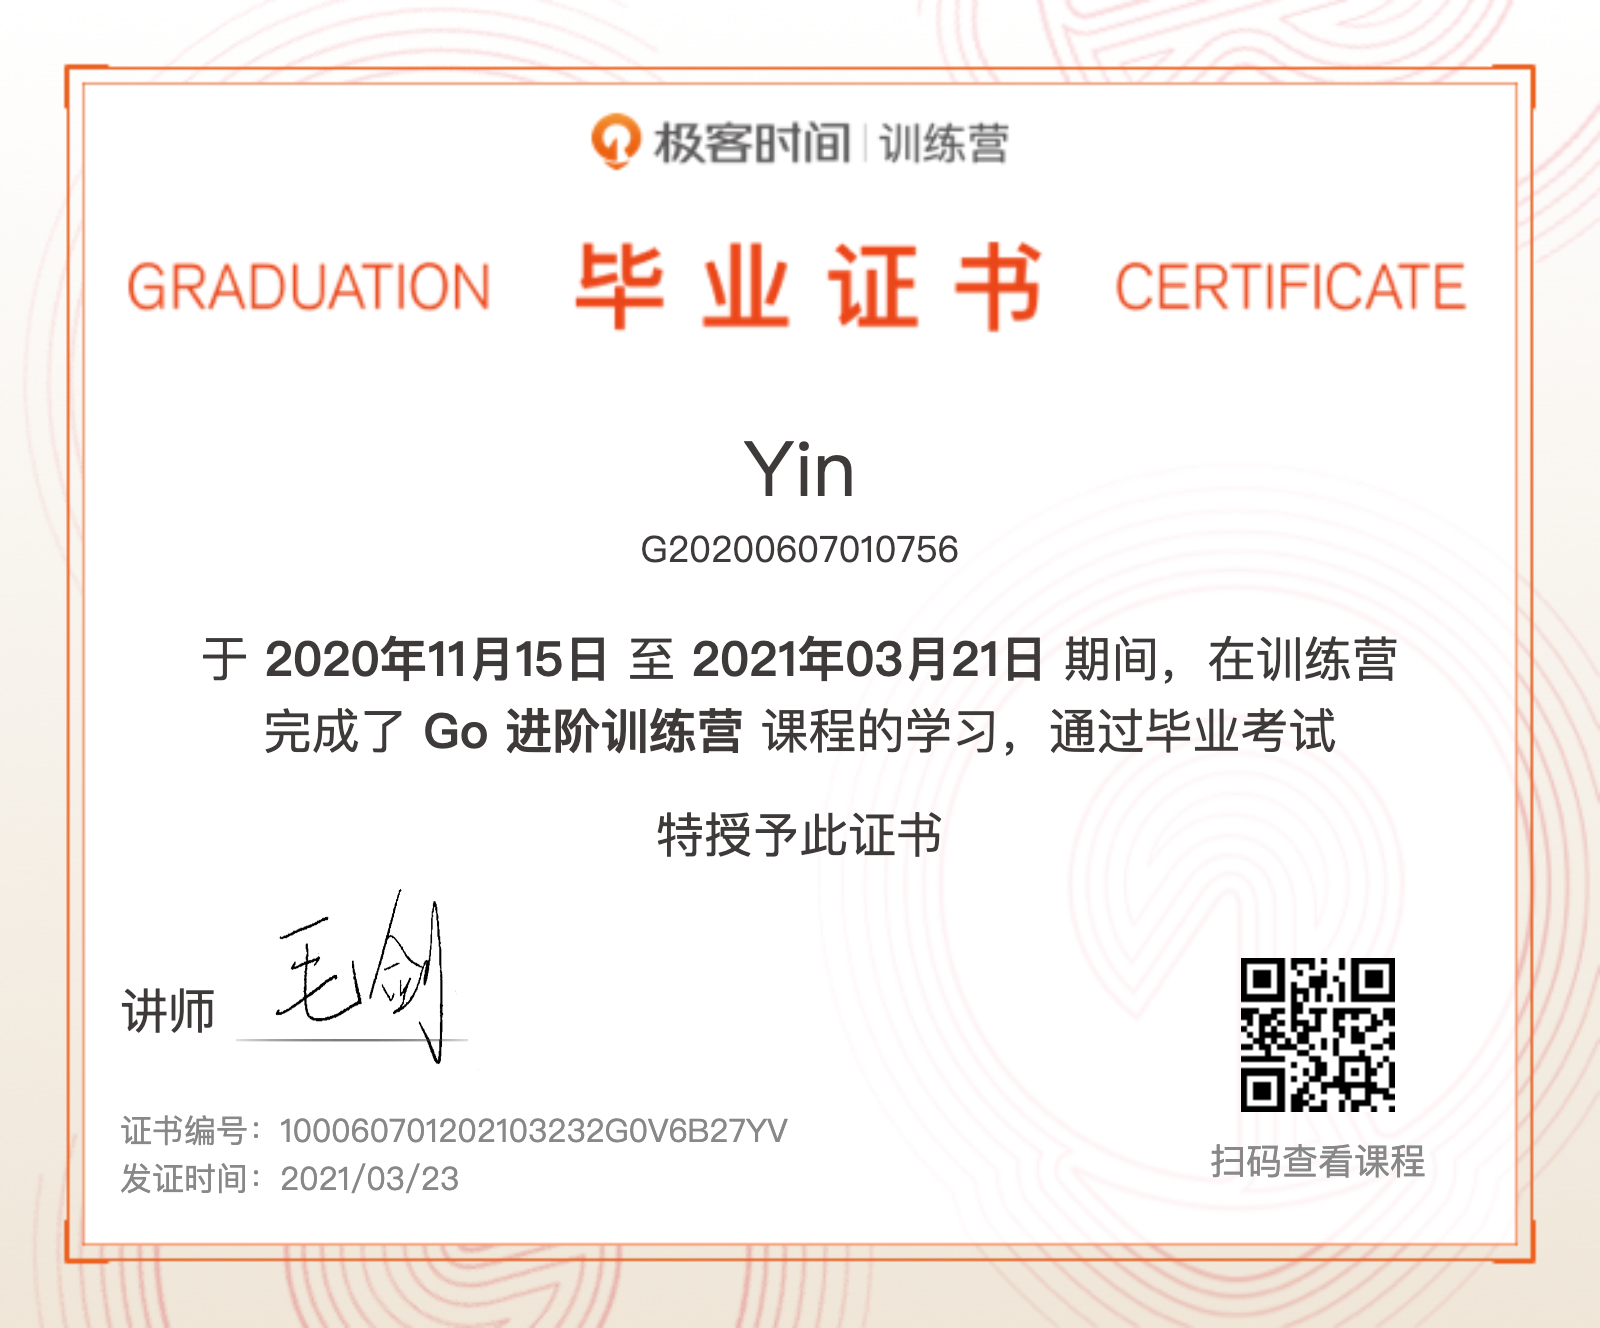 极客时间 | 训练营
GRADUATION 毕业证书 CERTIFICATE
Yin
G20200607010756
于 2020年11月15日 至 2021年03月21日 期间，在训练营
完成了 Go 进阶训练营 课程的学习，通过毕业考试
特授予此证书
讲师 毛剑
证书编号：100060701202103232G0V6B27YV
发证时间：2021/03/23
扫码查看课程